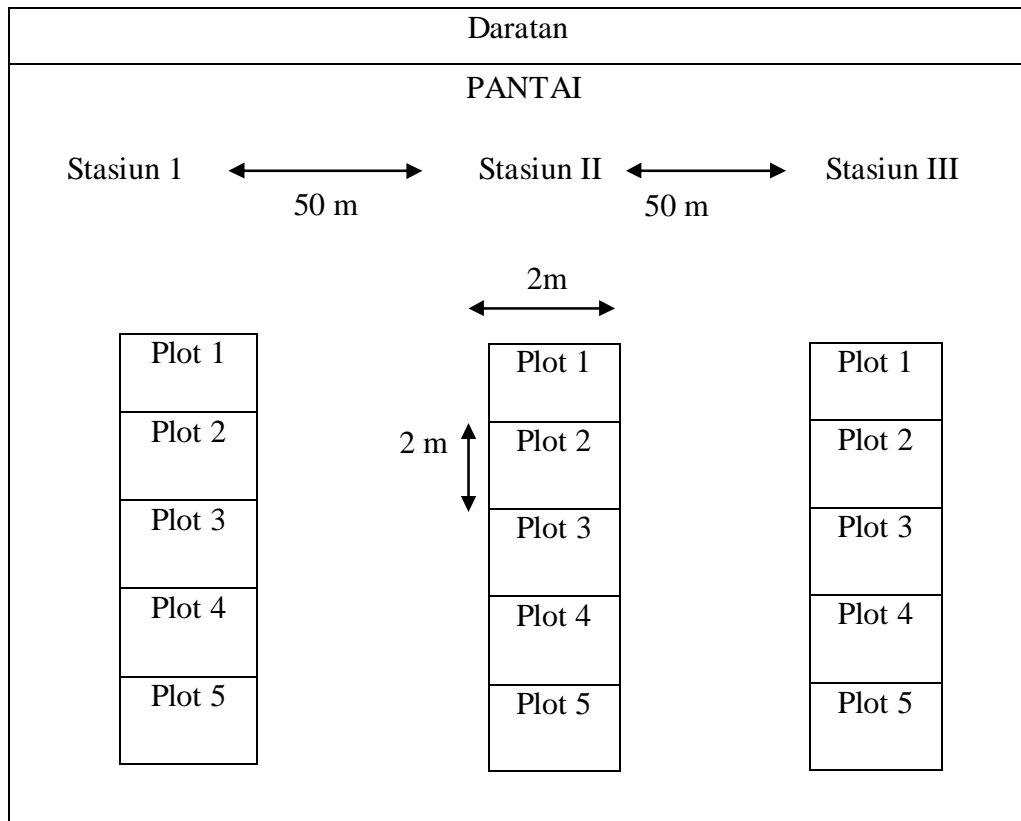 Daratan
PANTAI
Stasiun 1
Stasiun II
Stasiun III
50 m
50 m
2m
Plot 1
Plot 2
Plot 3
Plot 4
Plot 5
2 m
Plot 1
Plot 2
Plot 3
Plot 4
Plot 5
Plot 1
Plot 2
Plot 3
Plot 4
Plot 5